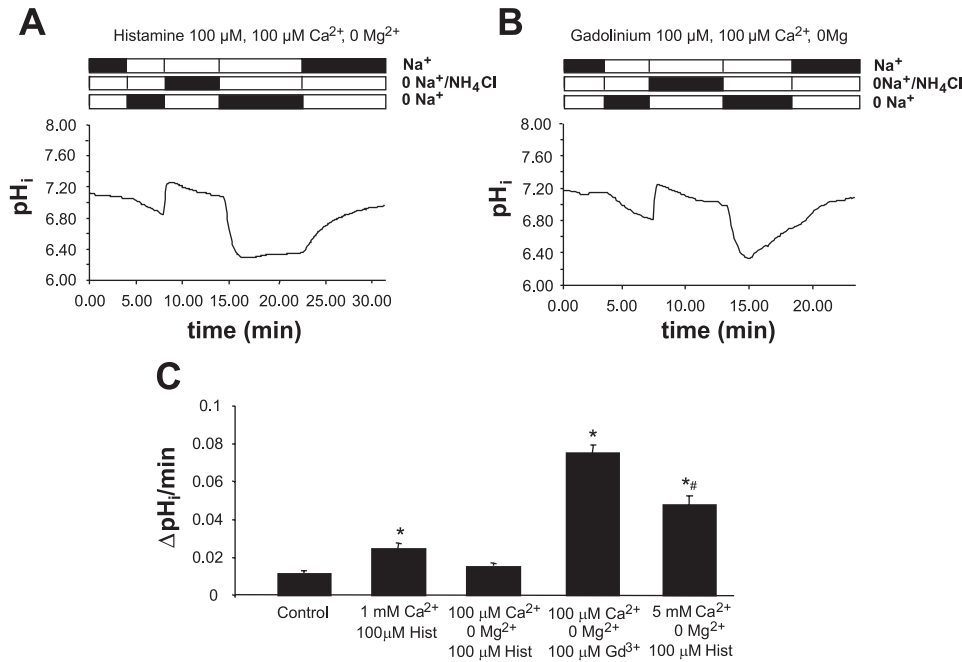 A
Histamine 100 µM, 100 µM Ca²⁺, 0 Mg²⁺
Na⁺
0 Na⁺/NH₄Cl
0 Na⁺
8.00
7.60
7.20
6.80
6.40
6.00
pHᵢ
0.00 5.00 10.00 15.00 20.00 25.00 30.00
time (min)
B
Gadolinium 100 µM, 100 µM Ca²⁺, 0Mg
Na⁺
0Na⁺/NH₄Cl
0 Na⁺
8.00
7.60
7.20
6.80
6.40
6.00
pHᵢ
0.00 5.00 10.00 15.00 20.00
time (min)
C
0.1
0.08
0.06
0.04
0.02
0
ΔpHᵢ/min
*
*
*#
Control
1 mM Ca²⁺
100µM Hist
100 µM Ca²⁺
0 Mg²⁺
100 µM Hist
100 µM Ca²⁺
0 Mg²⁺
100 µM Gd³⁺
5 mM Ca²⁺
0 Mg²⁺
100 µM Hist